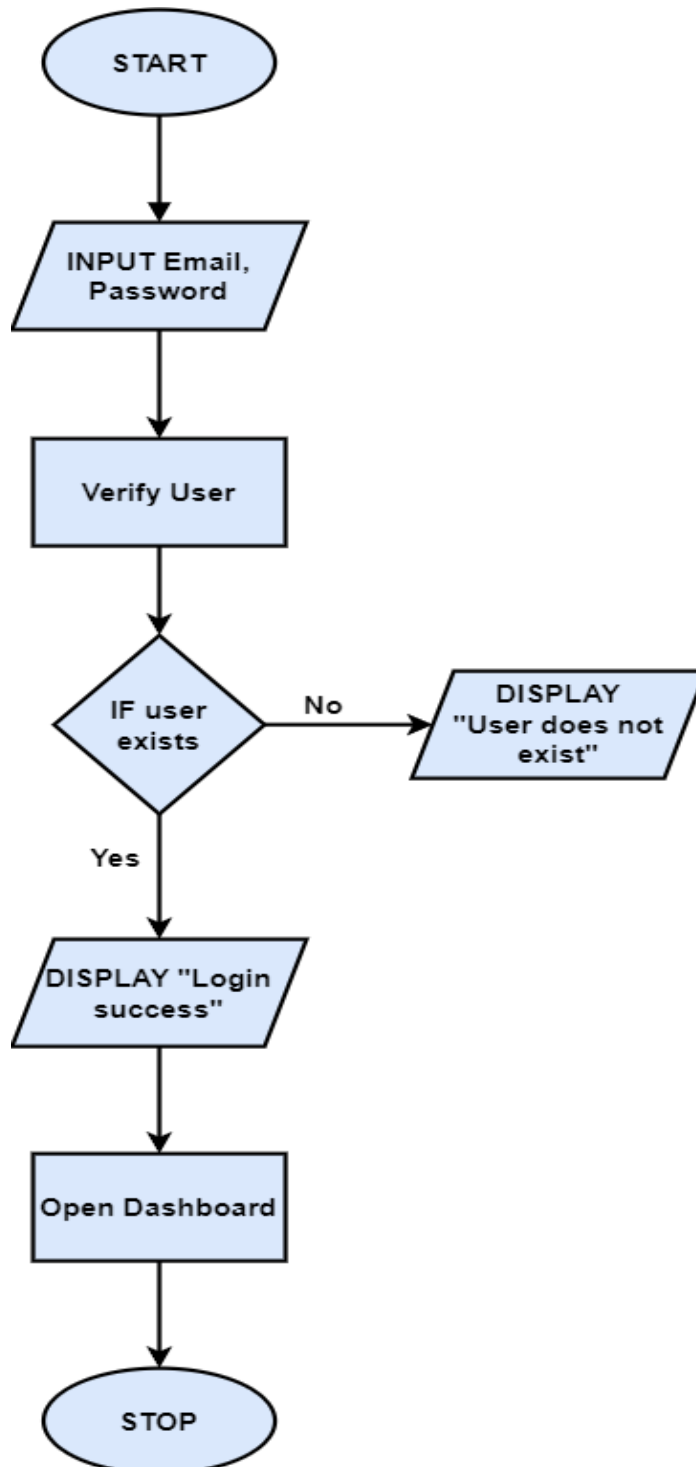 START
INPUT Email,
Password
Verify User
IF user
exists
No
DISPLAY
"User does not
exist"
Yes
DISPLAY "Login
success"
Open Dashboard
STOP